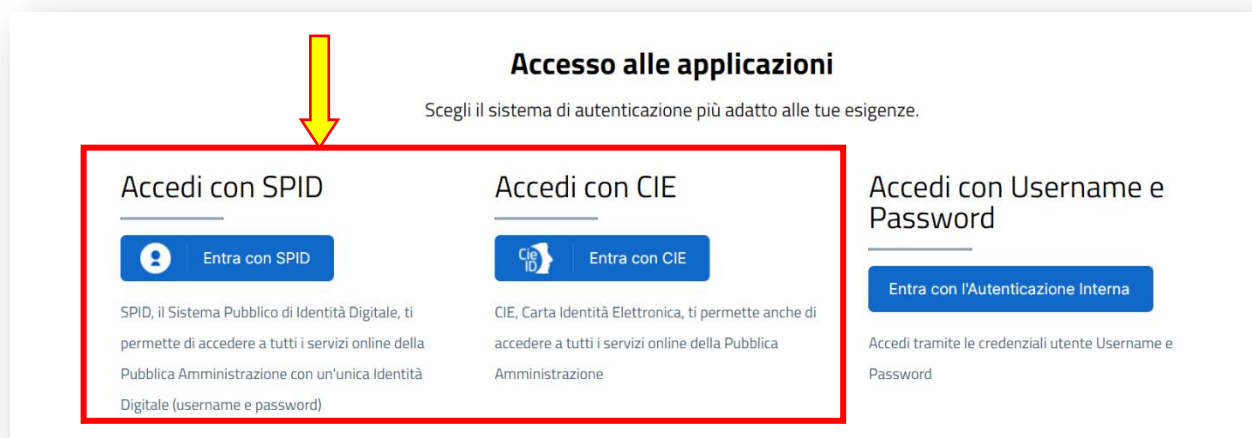 Accesso alle applicazioni
Scegli il sistema di autenticazione più adatto alle tue esigenze.
Accedi con SPID
Entra con SPID
SPID, il Sistema Pubblico di Identità Digitale, ti
permette di accedere a tutti i servizi online della
Pubblica Amministrazione con un'unica Identità
Digitale (username e password)
Accedi con CIE
Cie
ID
Entra con CIE
CIE, Carta Identità Elettronica, ti permette anche di
accedere a tutti i servizi online della Pubblica
Amministrazione
Accedi con Username e
Password
Entra con l'Autenticazione Interna
Accedi tramite le credenziali utente Username e
Password